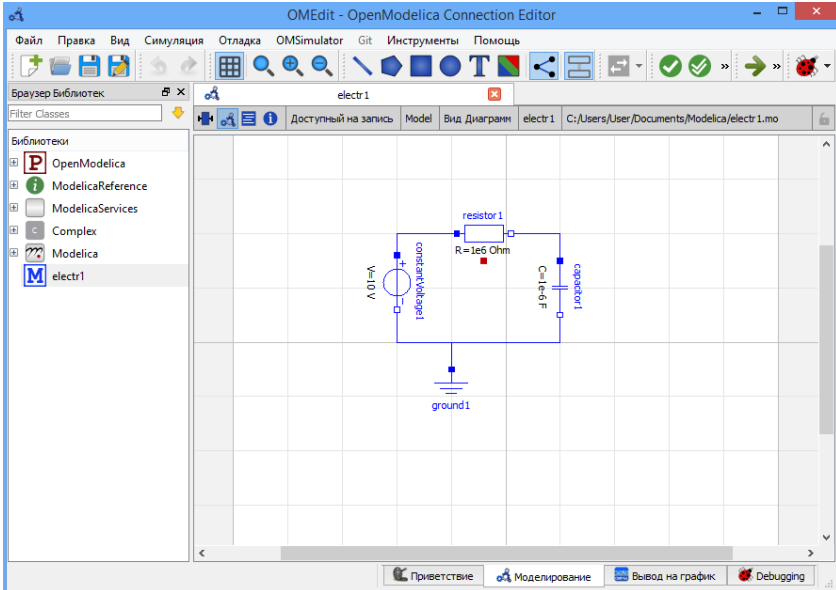 OMEdit - OpenModelica Connection Editor
Файл Правка Вид Симуляция Отладка OMSimulator Git Инструменты Помощь
T
»
»
Браузер Библиотек
electr1
Filter Classes
Доступный на запись Model Вид Диаграмм electr1 C:/Users/User/Documents/Modelica/electr1.mo
Библиотеки
P OpenModelica
i ModelicaReference
ModelicaServices
C Complex
Modelica
M electr1
resistor1
R=1e6 Ohm
constantVoltage1
V=10 V
+
−
C=1e-6 F
capacitor1
ground1
Приветствие Моделирование Вывод на график Debugging